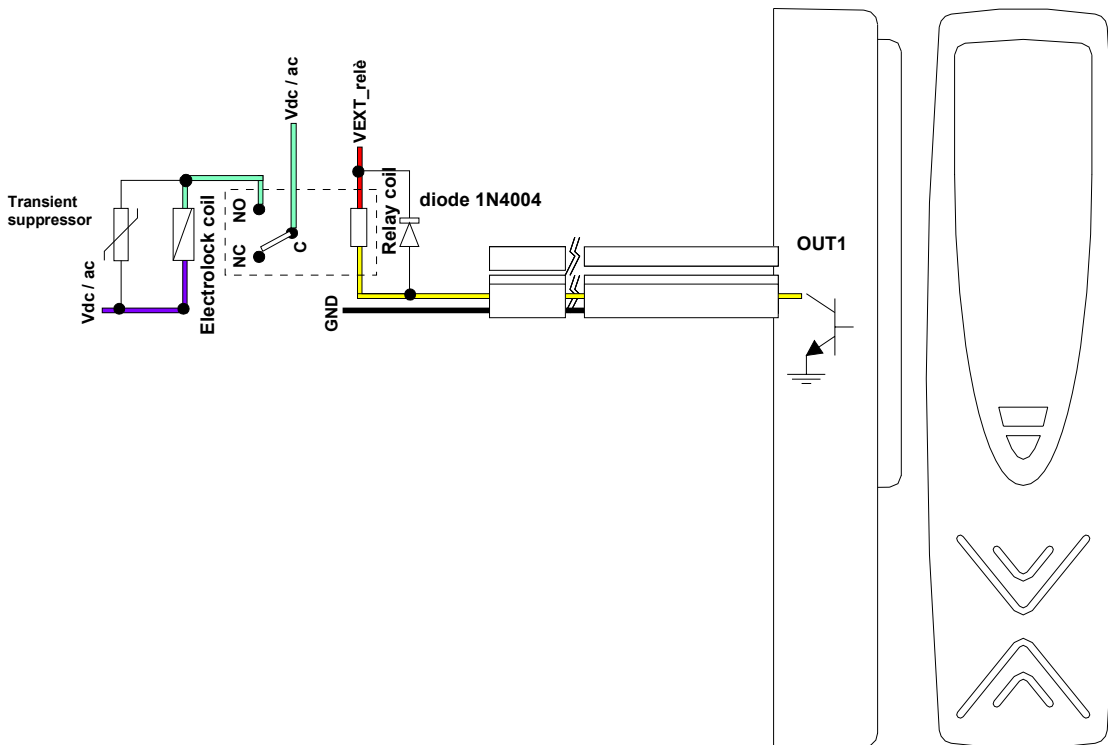 Vdc / ac
VEXT_relè
Transient
suppressor
Electrolock coil
NO
NC
C
Relay coil
diode 1N4004
OUT1
Vdc / ac
GND